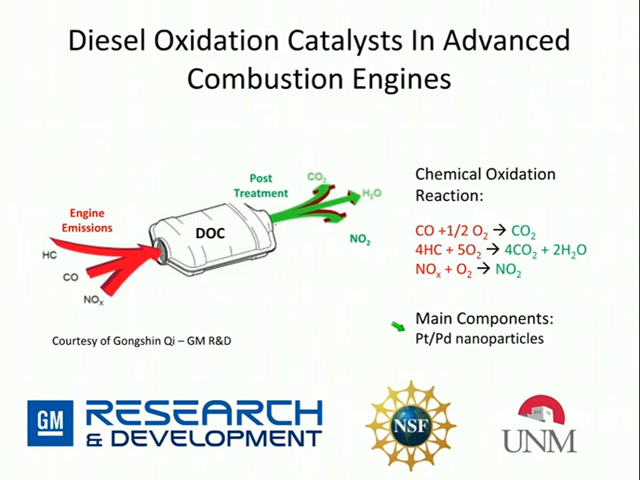 Diesel Oxidation Catalysts In Advanced
Combustion Engines
Engine
Emissions
HC
CO
NOx
DOC
Post
Treatment
CO2
H2O
NO2
Courtesy of Gongshin Qi – GM R&D
Chemical Oxidation
Reaction:
CO +1/2 O2 → CO2
4HC + 5O2 → 4CO2 + 2H2O
NOx + O2 → NO2
Main Components:
Pt/Pd nanoparticles
GM
RESEARCH
& DEVELOPMENT
NSF
UNM